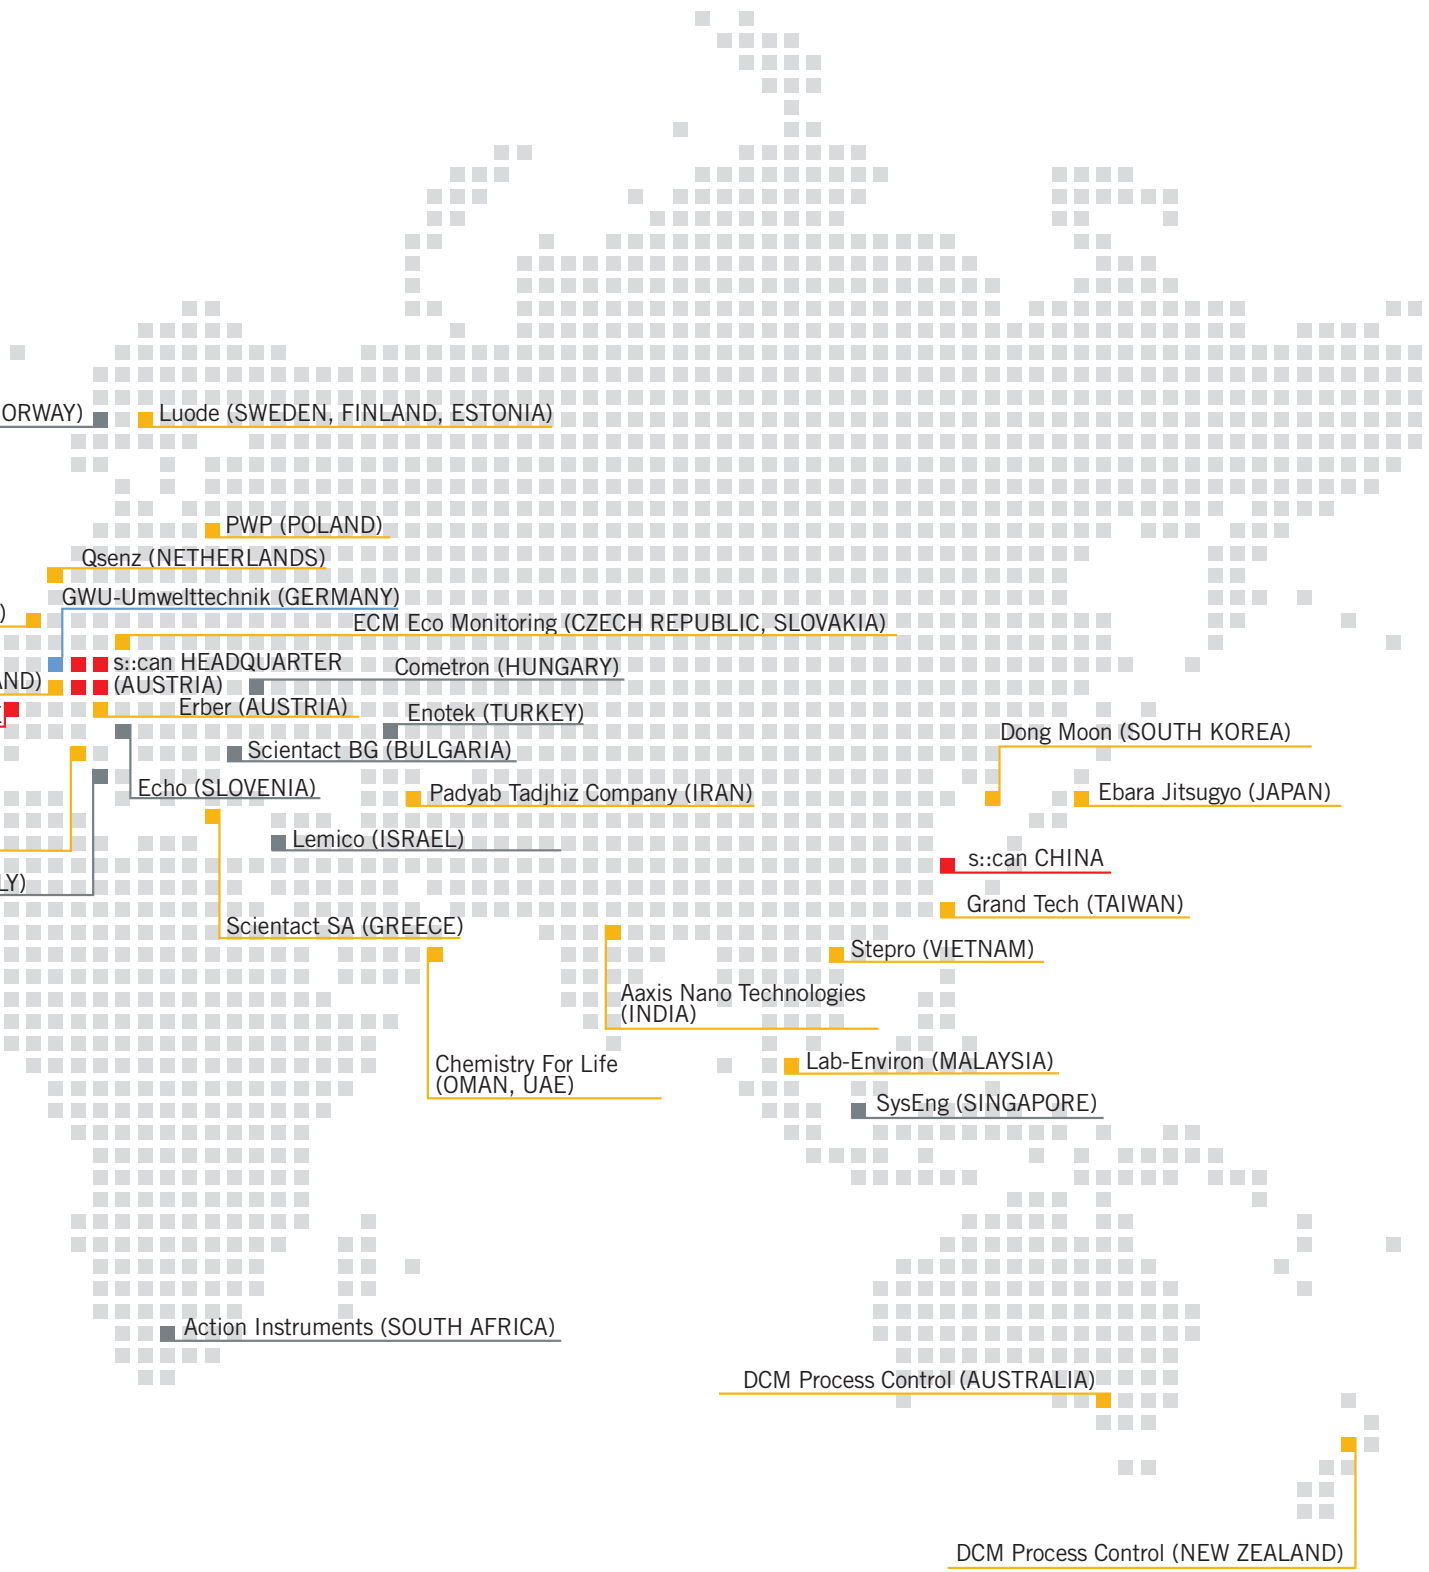 ORWAY)
Luode (SWEDEN, FINLAND, ESTONIA)
PWP (POLAND)
Qsenz (NETHERLANDS)
GWU-Umwelttechnik (GERMANY)
)
ECM Eco Monitoring (CZECH REPUBLIC, SLOVAKIA)
s::can HEADQUARTER
(AUSTRIA)
Cometron (HUNGARY)
AND)
Erber (AUSTRIA)
Enotek (TURKEY)
Dong Moon (SOUTH KOREA)
Scientact BG (BULGARIA)
Echo (SLOVENIA)
Padyab Tadjhiz Company (IRAN)
Ebara Jitsugyo (JAPAN)
Lemico (ISRAEL)
s::can CHINA
LY)
Grand Tech (TAIWAN)
Scientact SA (GREECE)
Stepro (VIETNAM)
Aaxis Nano Technologies
(INDIA)
Chemistry For Life
(OMAN, UAE)
Lab-Environ (MALAYSIA)
SysEng (SINGAPORE)
Action Instruments (SOUTH AFRICA)
DCM Process Control (AUSTRALIA)
DCM Process Control (NEW ZEALAND)